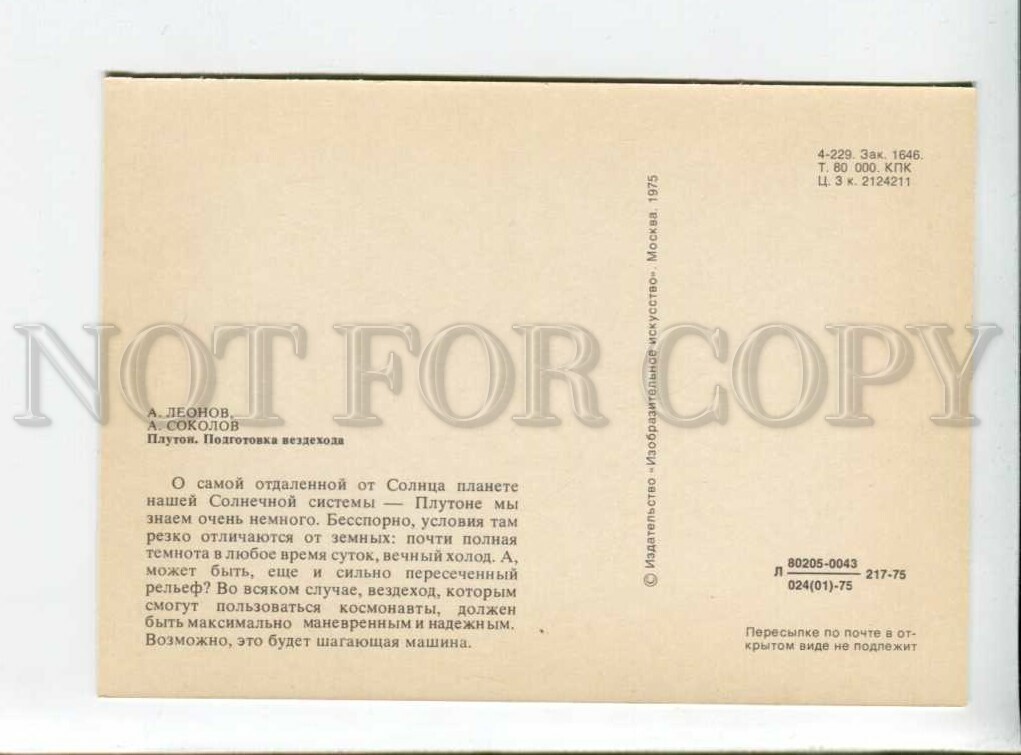 4-229. Зак. 1646.
Т. 80 000. КПК
Ц. 3 к. 2124211
© Издательство «Изобразительное искусство». Москва. 1975
NOT FOR COPY
А. ЛЕОНОВ,
А. СОКОЛОВ
Плутон. Подготовка вездехода
О самой отдаленной от Солнца планете
нашей Солнечной системы — Плутоне мы
знаем очень немного. Бесспорно, условия там
резко отличаются от земных: почти полная
темнота в любое время суток, вечный холод. А,
может быть, еще и сильно пересеченный
рельеф? Во всяком случае, вездеход, которым
смогут пользоваться космонавты, должен
быть максимально маневренным и надежным.
Возможно, это будет шагающая машина.
Л 80205-0043 217-75
024(01)-75
Пересылке по почте в от-
крытом виде не подлежит